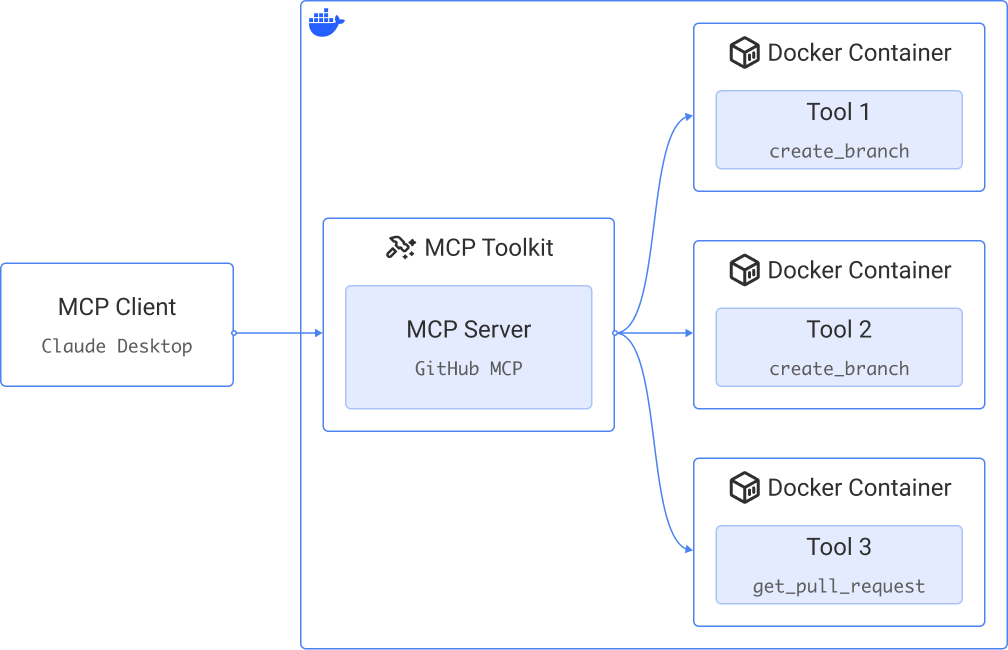 MCP Client
Claude Desktop
MCP Toolkit
MCP Server
GitHub MCP
Docker Container
Tool 1
create_branch
Docker Container
Tool 2
create_branch
Docker Container
Tool 3
get_pull_request